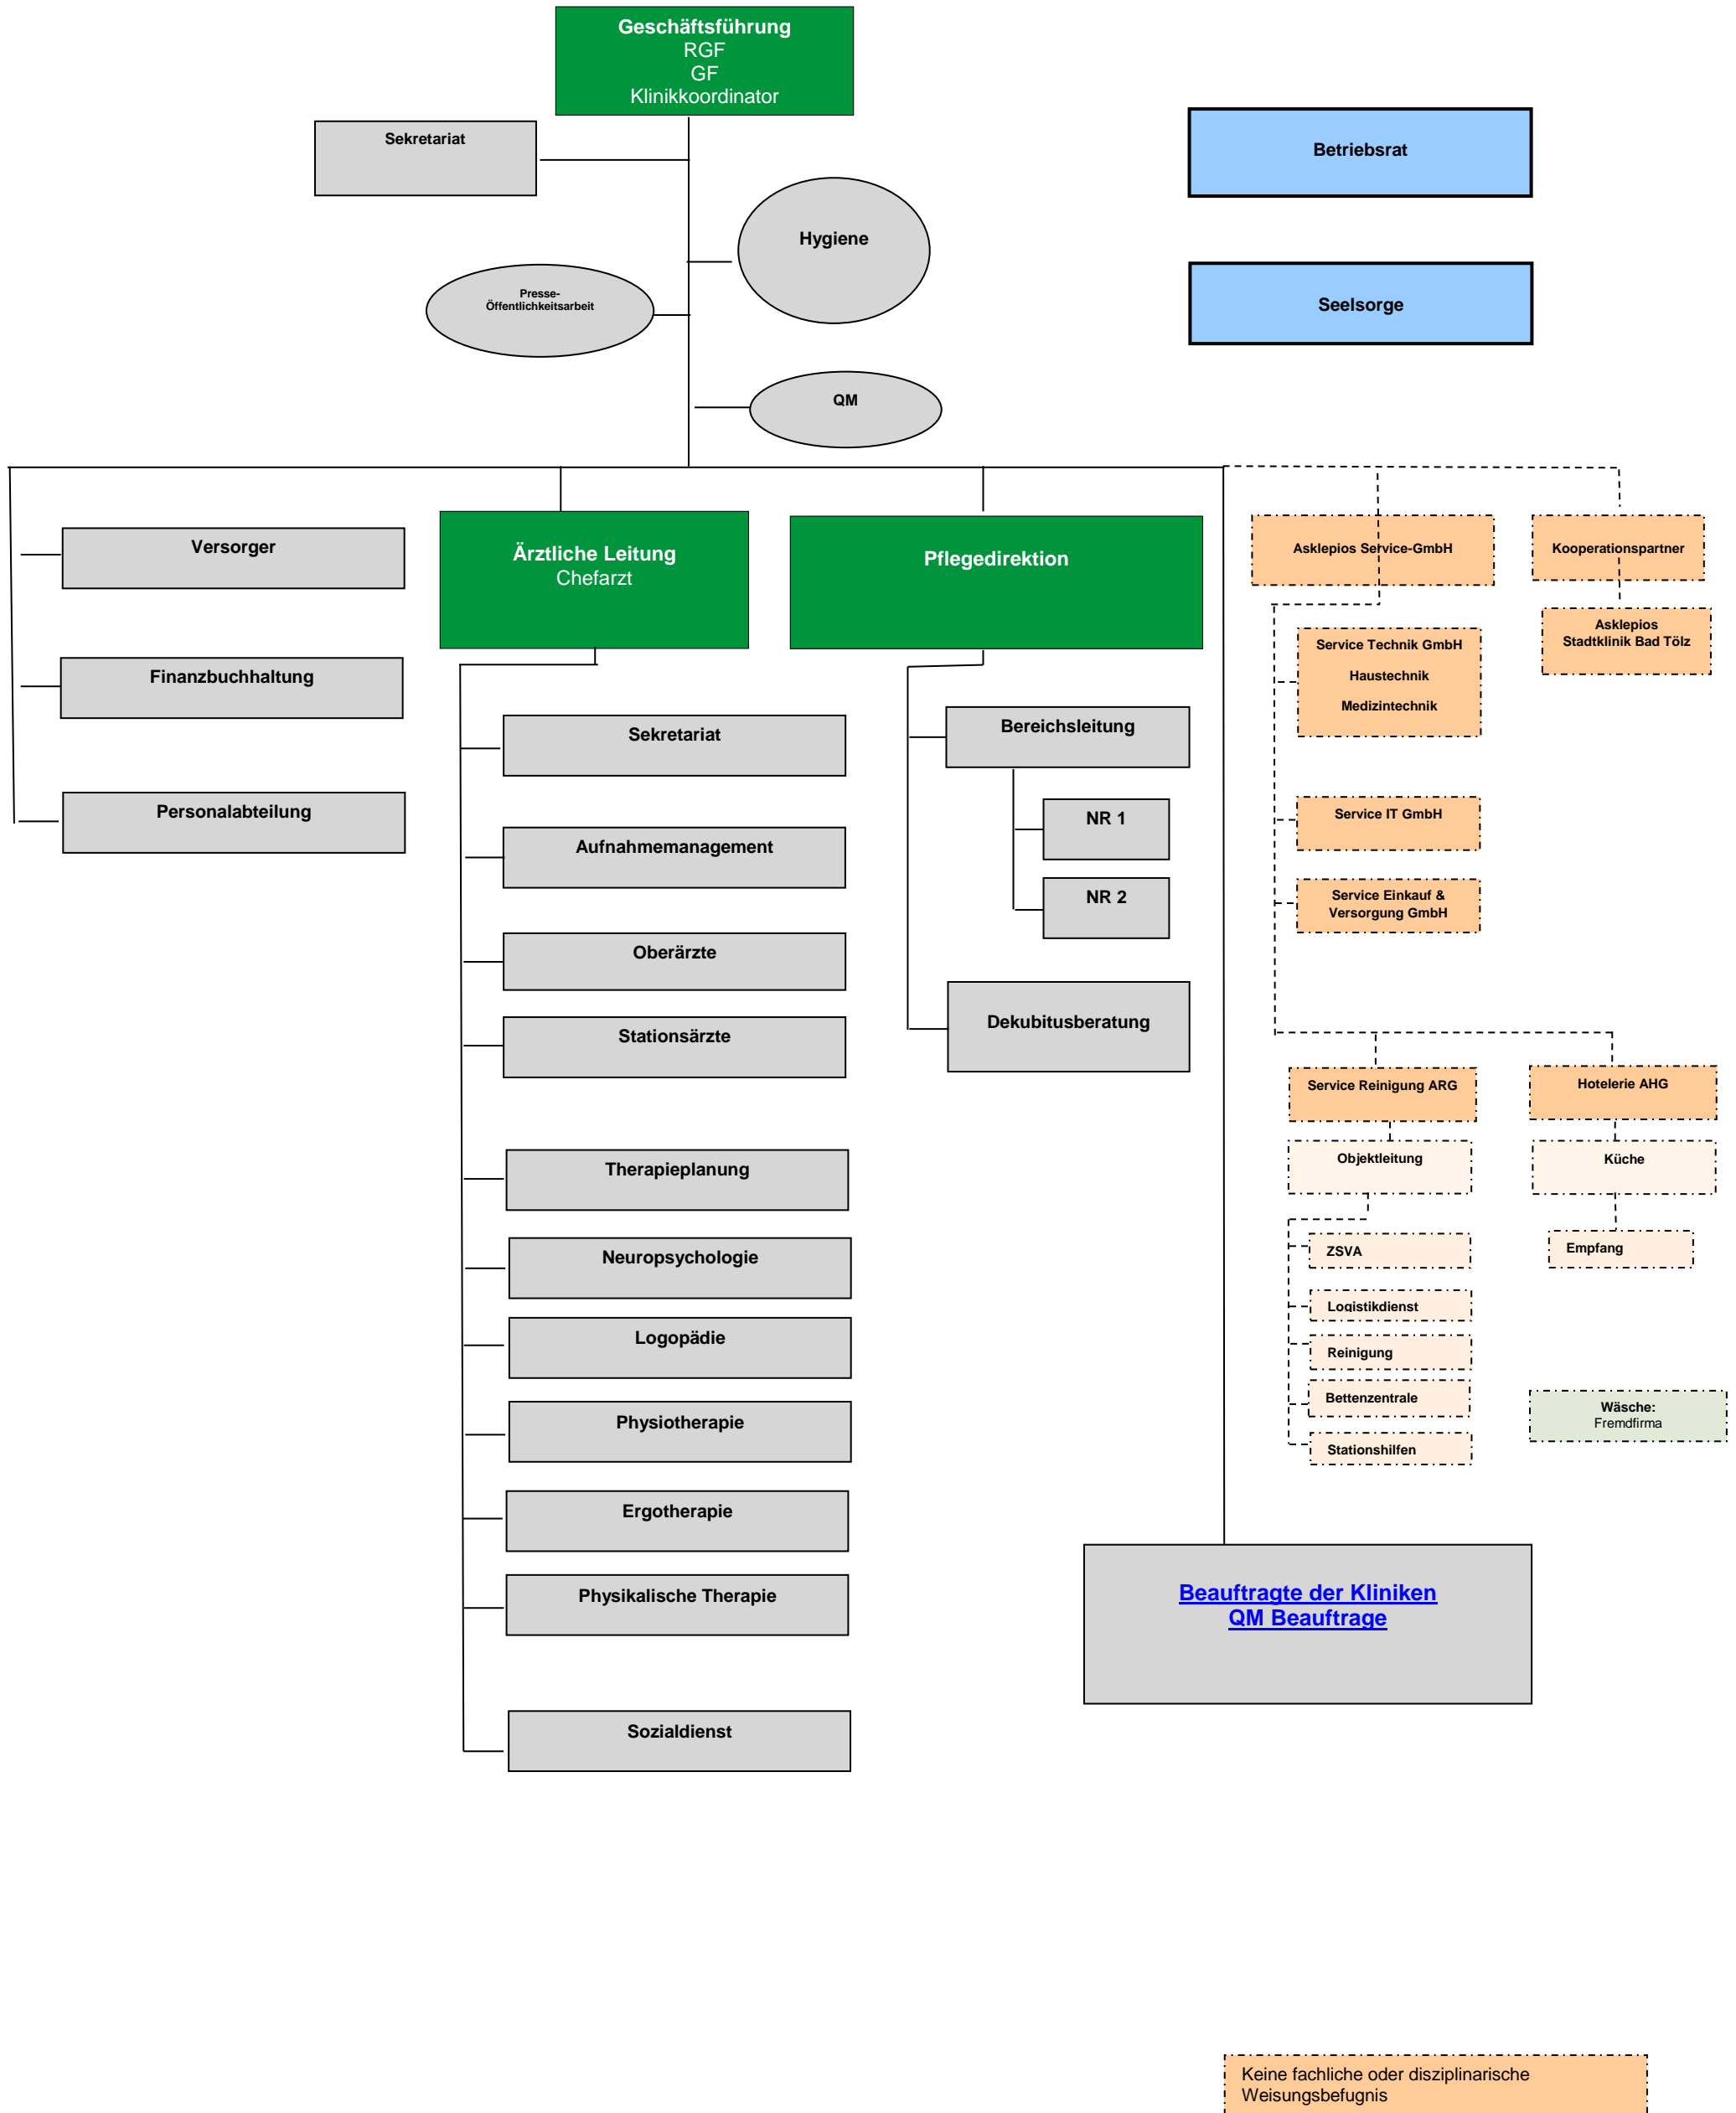 Geschäftsführung
RGF
GF
Klinikkoordinator
Sekretariat
Betriebsrat
Hygiene
Presse-
Öffentlichkeitsarbeit
Seelsorge
QM
Versorger
Finanzbuchhaltung
Personalabteilung
Ärztliche Leitung
Chefarzt
Sekretariat
Aufnahmemanagement
Oberärzte
Stationsärzte
Therapieplanung
Neuropsychologie
Logopädie
Physiotherapie
Ergotherapie
Physikalische Therapie
Sozialdienst
Pflegedirektion
Bereichsleitung
NR 1
NR 2
Dekubitusberatung
Asklepios Service-GmbH
Service Technik GmbH
Haustechnik
Medizintechnik
Service IT GmbH
Service Einkauf &
Versorgung GmbH
Kooperationspartner
Asklepios
Stadtklinik Bad Tölz
Service Reinigung ARG
Objektleitung
ZSVA
Logistikdienst
Reinigung
Bettenzentrale
Stationshilfen
Hotelerie AHG
Küche
Empfang
Wäsche:
Fremdfirma
Beauftragte der Kliniken
QM Beauftrage
Keine fachliche oder disziplinarische
Weisungsbefugnis